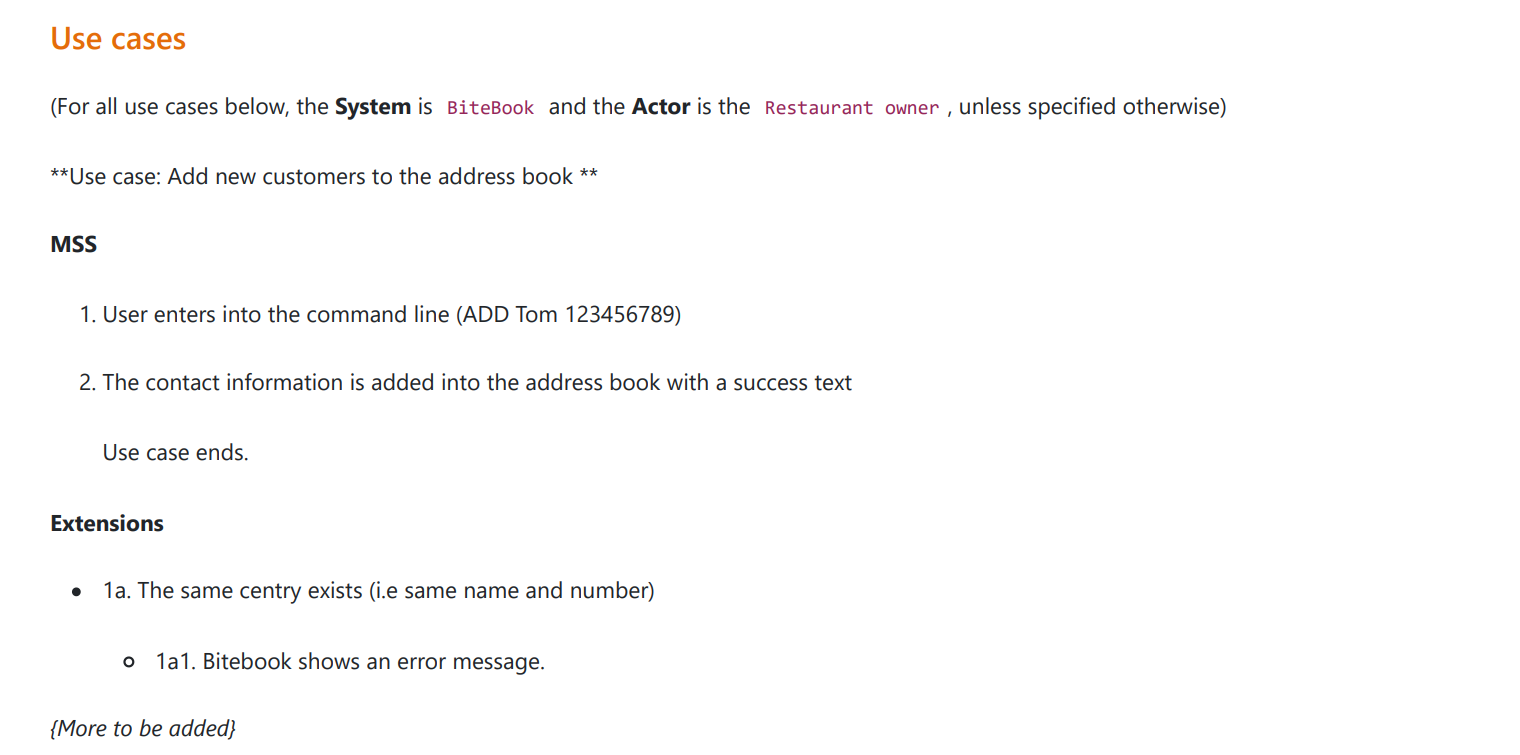 Use cases
(For all use cases below, the System is BiteBook and the Actor is the Restaurant owner , unless specified otherwise)
**Use case: Add new customers to the address book **
MSS
1. User enters into the command line (ADD Tom 123456789)
2. The contact information is added into the address book with a success text
Use case ends.
Extensions
● 1a. The same centry exists (i.e same name and number)
○ 1a1. Bitebook shows an error message.
{More to be added}